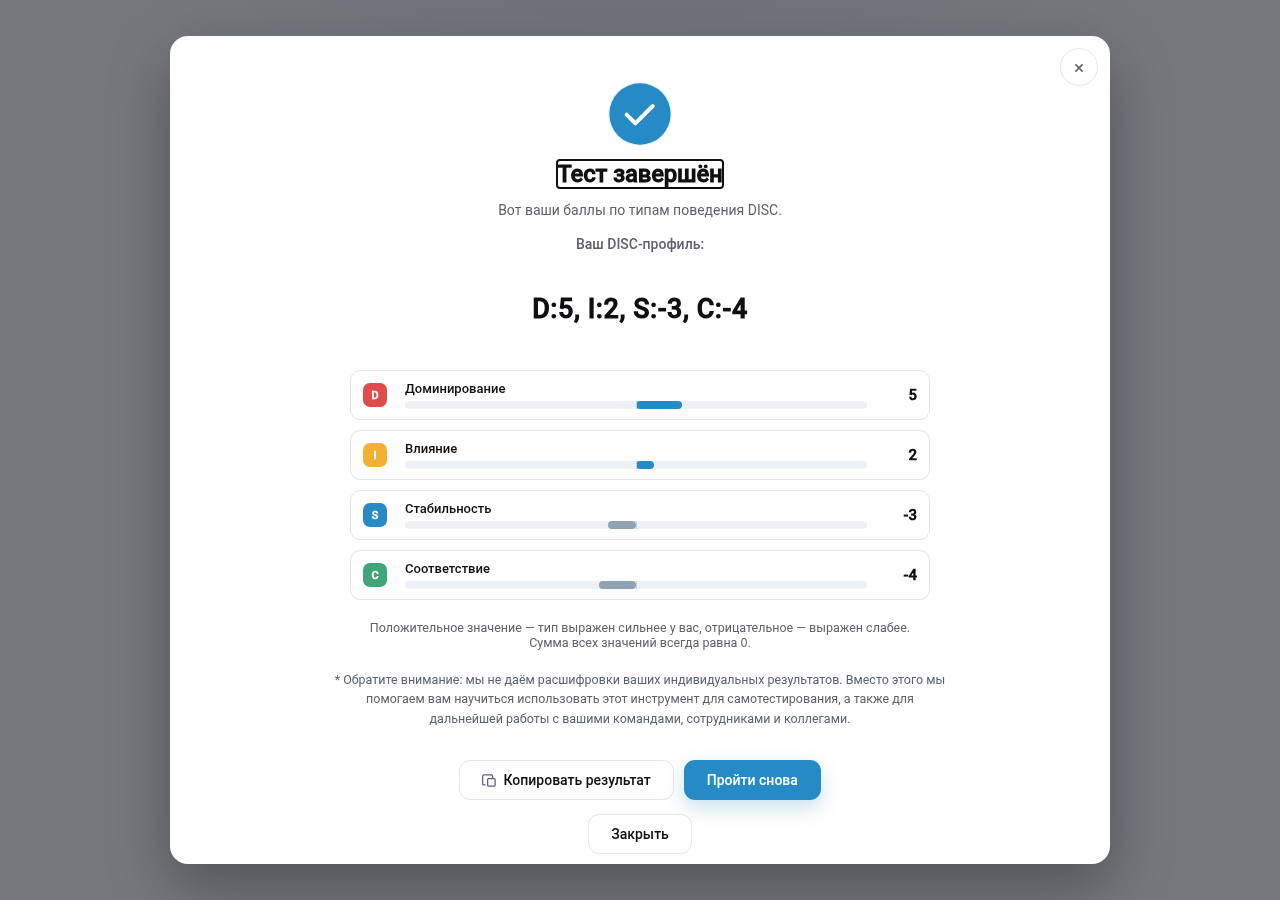 ×
Тест завершён
Вот ваши баллы по типам поведения DISC.
Ваш DISC-профиль:
D:5, I:2, S:-3, C:-4
D Доминирование 5
I Влияние 2
S Стабильность -3
C Соответствие -4
Положительное значение — тип выражен сильнее у вас, отрицательное — выражен слабее.
Сумма всех значений всегда равна 0.
* Обратите внимание: мы не даём расшифровки ваших индивидуальных результатов. Вместо этого мы
помогаем вам научиться использовать этот инструмент для самотестирования, а также для
дальнейшей работы с вашими командами, сотрудниками и коллегами.
Копировать результат Пройти снова
Закрыть